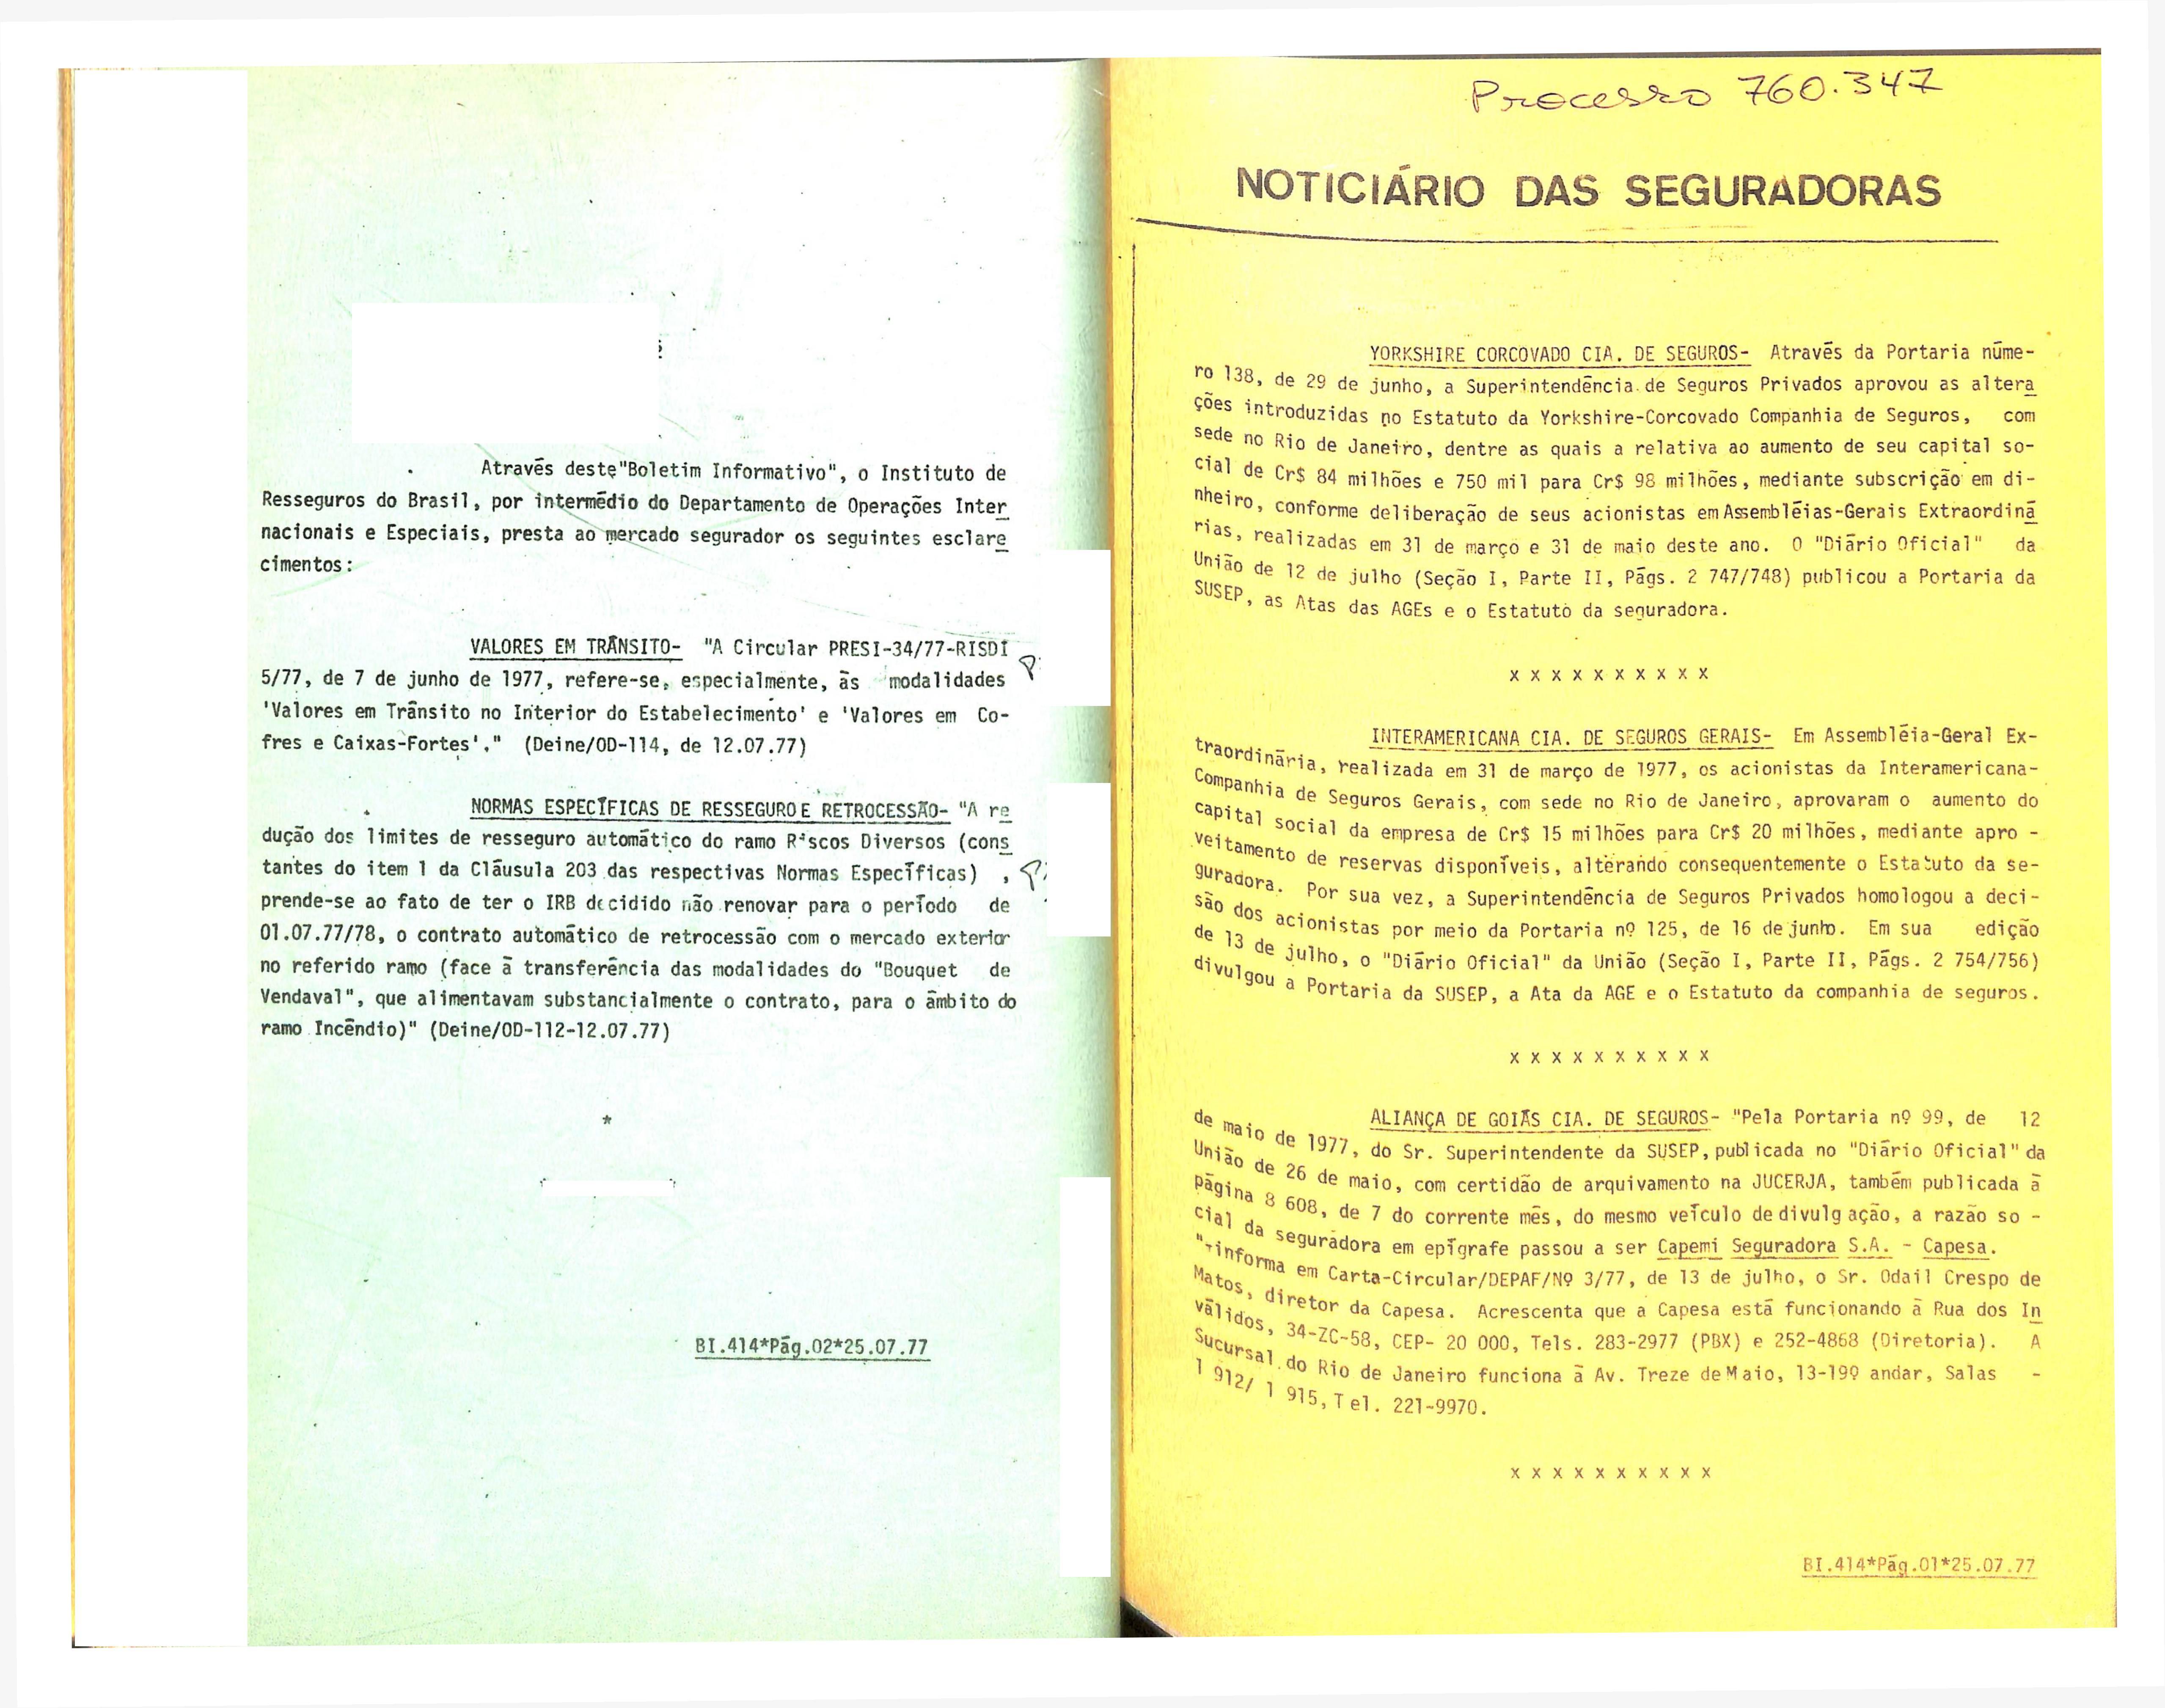 Através deste"Boletim Informativo", o Instituto de
Resseguros do Brasil, por intermédio do Departamento de Operações Inter
nacionais e Especiais, presta ao mercado segurador os seguintes esclare
cimentos:
VALORES EM TRÂNSITO- "A Circular PRESI-34/77-RISDI
5/77, de 7 de junho de 1977, refere-se, especialmente, às modalidades
'Valores em Trânsito no Interior do Estabelecimento' e 'Valores em Co-
fres e Caixas-Fortes'." (Deine/OD-114, de 12.07.77)
NORMAS ESPECÍFICAS DE RESSEGURO E RETROCESSÃO- "A re
dução dos limites de resseguro automático do ramo Riscos Diversos (cons
tantes do item 1 da Cláusula 203 das respectivas Normas Específicas) ,
prende-se ao fato de ter o IRB decidido não renovar para o período de
01.07.77/78, o contrato automático de retrocessão com o mercado exterior
no referido ramo (face à transferência das modalidades do "Bouquet de
Vendaval", que alimentavam substancialmente o contrato, para o âmbito do
ramo Incêndio)" (Deine/OD-112-12.07.77)
*
BI.414*Pág.02*25.07.77
Processo 760.347
NOTICIÁRIO DAS SEGURADORAS
YORKSHIRE CORCOVADO CIA. DE SEGUROS- Através da Portaria núme-
ro 138, de 29 de junho, a Superintendência de Seguros Privados aprovou as altera
ções introduzidas no Estatuto da Yorkshire-Corcovado Companhia de Seguros, com
sede no Rio de Janeiro, dentre as quais a relativa ao aumento de seu capital so-
cial de Cr$ 84 milhões e 750 mil para Cr$ 98 milhões, mediante subscrição em di-
nheiro, conforme deliberação de seus acionistas em Assembléias-Gerais Extraordiná
rias, realizadas em 31 de março e 31 de maio deste ano. O "Diário Oficial" da
União de 12 de julho (Seção I, Parte II, Págs. 2 747/748) publicou a Portaria da
SUSEP, as Atas das AGEs e o Estatuto da seguradora.
x x x x x x x x x x
INTERAMERICANA CIA. DE SEGUROS GERAIS- Em Assembléia-Geral Ex-
traordinária, realizada em 31 de março de 1977, os acionistas da Interamericana-
Companhia de Seguros Gerais, com sede no Rio de Janeiro, aprovaram o aumento do
capital social da empresa de Cr$ 15 milhões para Cr$ 20 milhões, mediante apro -
veitamento de reservas disponíveis, alterando consequentemente o Estatuto da se-
guradora. Por sua vez, a Superintendência de Seguros Privados homologou a deci-
são dos acionistas por meio da Portaria nº 125, de 16 de junho. Em sua edição
de 13 de julho, o "Diário Oficial" da União (Seção I, Parte II, Págs. 2 754/756)
divulgou a Portaria da SUSEP, a Ata da AGE e o Estatuto da companhia de seguros.
x x x x x x x x x x
ALIANÇA DE GOIÁS CIA. DE SEGUROS- "Pela Portaria nº 99, de 12
de maio de 1977, do Sr. Superintendente da SUSEP, publicada no "Diário Oficial" da
União de 26 de maio, com certidão de arquivamento na JUCERJA, também publicada à
página 8 608, de 7 do corrente mês, do mesmo veículo de divulgação, a razão so -
cial da seguradora em epígrafe passou a ser Capemi Seguradora S.A. - Capesa.
"-informa em Carta-Circular/DEPAF/Nº 3/77, de 13 de julho, o Sr. Odail Crespo de
Matos, diretor da Capesa. Acrescenta que a Capesa está funcionando à Rua dos In
válidos, 34-ZC-58, CEP- 20 000, Tels. 283-2977 (PBX) e 252-4868 (Diretoria). A
Sucursal do Rio de Janeiro funciona à Av. Treze de Maio, 13-19º andar, Salas -
1 912/ 1 915, Tel. 221-9970.
x x x x x x x x x x
BI.414*Pág.01*25.07.77